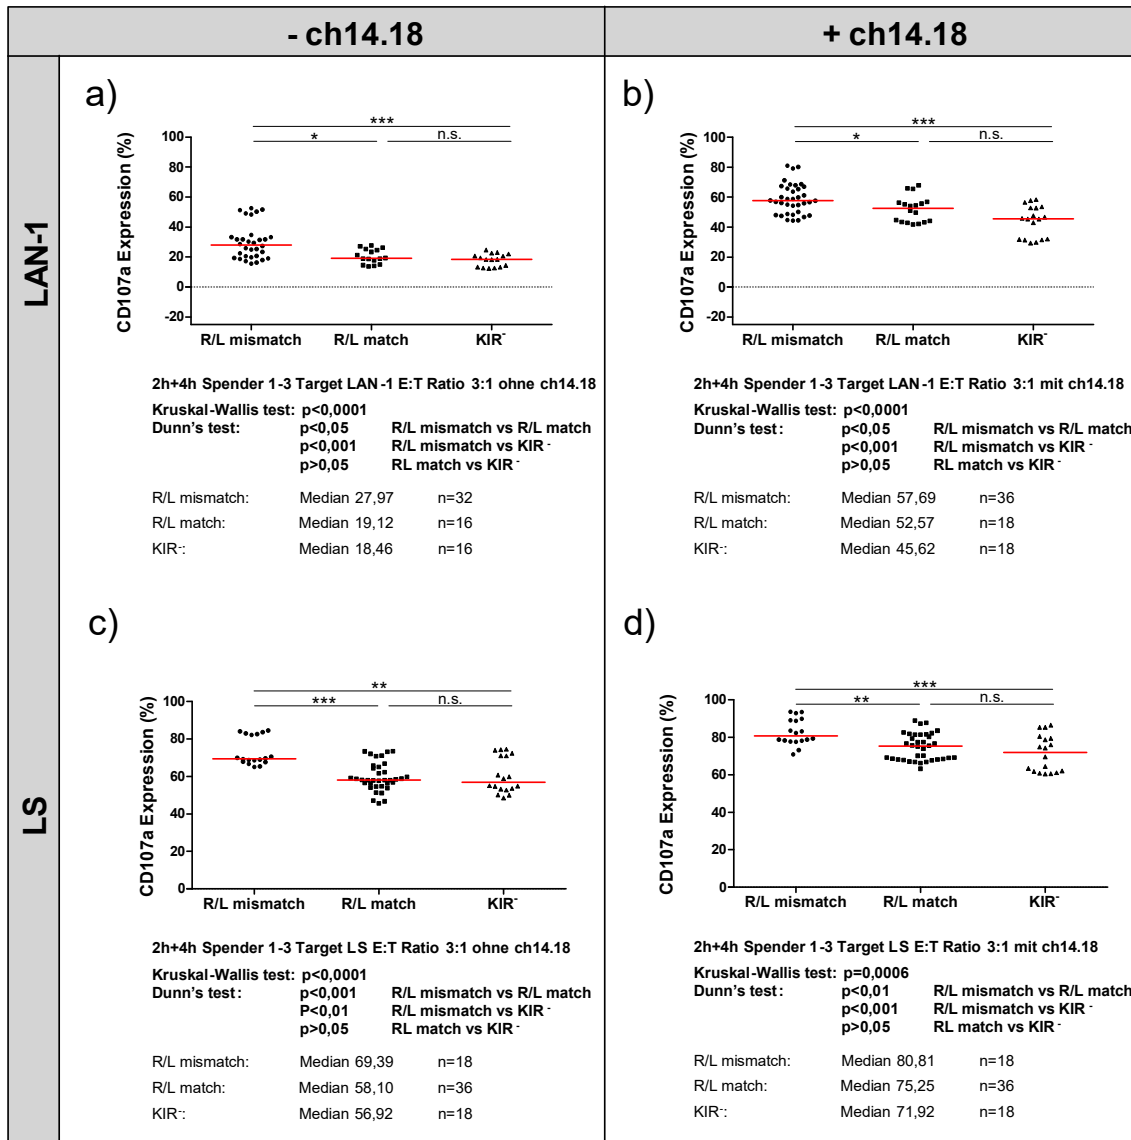 - ch14.18
+ ch14.18
LAN-1
a)
***
*
n.s.
CD107a Expression (%)
100
80
60
40
20
0
-20
R/L mismatch R/L match KIR⁻
2h+4h Spender 1-3 Target LAN-1 E:T Ratio 3:1 ohne ch14.18
Kruskal-Wallis test: p<0,0001
Dunn's test: p<0,05 R/L mismatch vs R/L match
p<0,001 R/L mismatch vs KIR⁻
p>0,05 RL match vs KIR⁻
R/L mismatch: Median 27,97 n=32
R/L match: Median 19,12 n=16
KIR⁻: Median 18,46 n=16
b)
***
*
n.s.
CD107a Expression (%)
100
80
60
40
20
0
-20
R/L mismatch R/L match KIR⁻
2h+4h Spender 1-3 Target LAN-1 E:T Ratio 3:1 mit ch14.18
Kruskal-Wallis test: p<0,0001
Dunn's test: p<0,05 R/L mismatch vs R/L match
p<0,001 R/L mismatch vs KIR⁻
p>0,05 RL match vs KIR⁻
R/L mismatch: Median 57,69 n=36
R/L match: Median 52,57 n=18
KIR⁻: Median 45,62 n=18
LS
c)
**
***
n.s.
CD107a Expression (%)
100
80
60
40
20
0
R/L mismatch R/L match KIR⁻
2h+4h Spender 1-3 Target LS E:T Ratio 3:1 ohne ch14.18
Kruskal-Wallis test: p<0,0001
Dunn's test: p<0,001 R/L mismatch vs R/L match
P<0,01 R/L mismatch vs KIR⁻
p>0,05 RL match vs KIR⁻
R/L mismatch: Median 69,39 n=18
R/L match: Median 58,10 n=36
KIR⁻: Median 56,92 n=18
d)
***
**
n.s.
CD107a Expression (%)
100
80
60
40
20
0
R/L mismatch R/L match KIR⁻
2h+4h Spender 1-3 Target LS E:T Ratio 3:1 mit ch14.18
Kruskal-Wallis test: p=0,0006
Dunn's test: p<0,01 R/L mismatch vs R/L match
p<0,001 R/L mismatch vs KIR⁻
p>0,05 RL match vs KIR⁻
R/L mismatch: Median 80,81 n=18
R/L match: Median 75,25 n=36
KIR⁻: Median 71,92 n=18